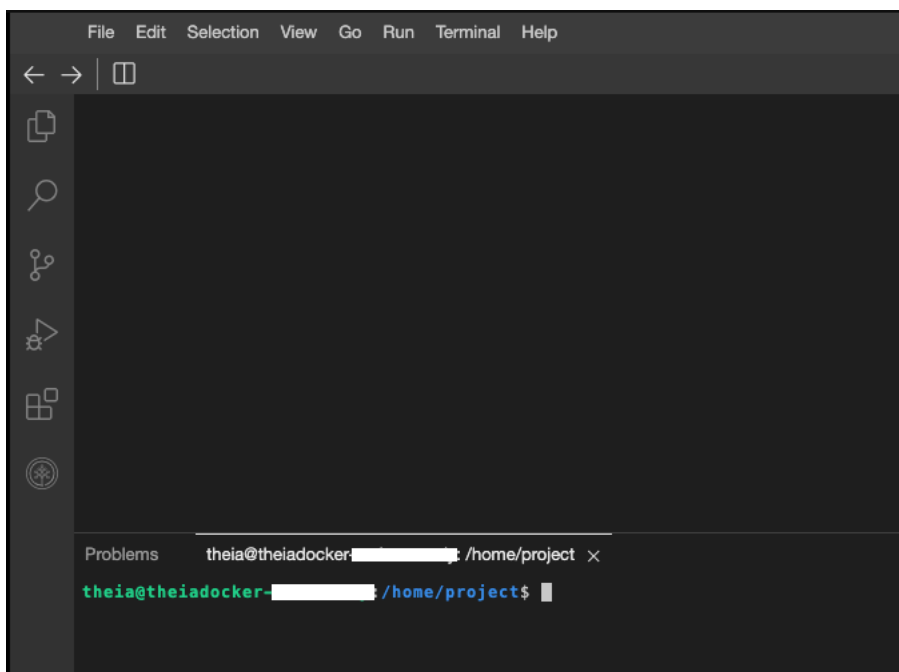 File Edit Selection View Go Run Terminal Help
Problems theia@theiadocker- : /home/project ×
theia@theiadocker- :/home/project$